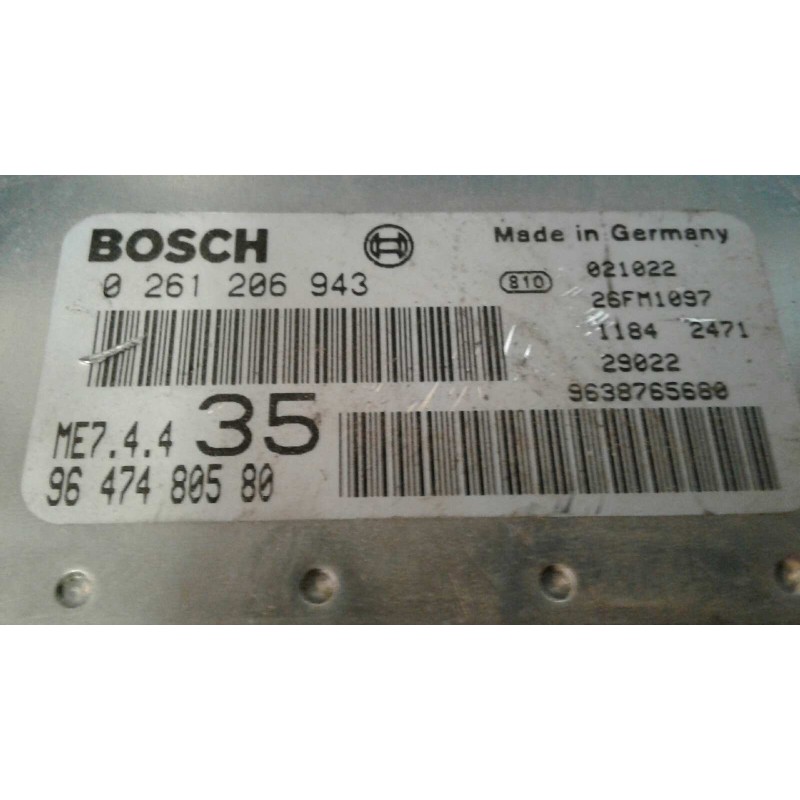 BOSCH
0 261 206 943
Made in Germany
810
021022
26FM1097
1184 2471
29022
9638765680
ME7.4.4 35
96 474 805 80